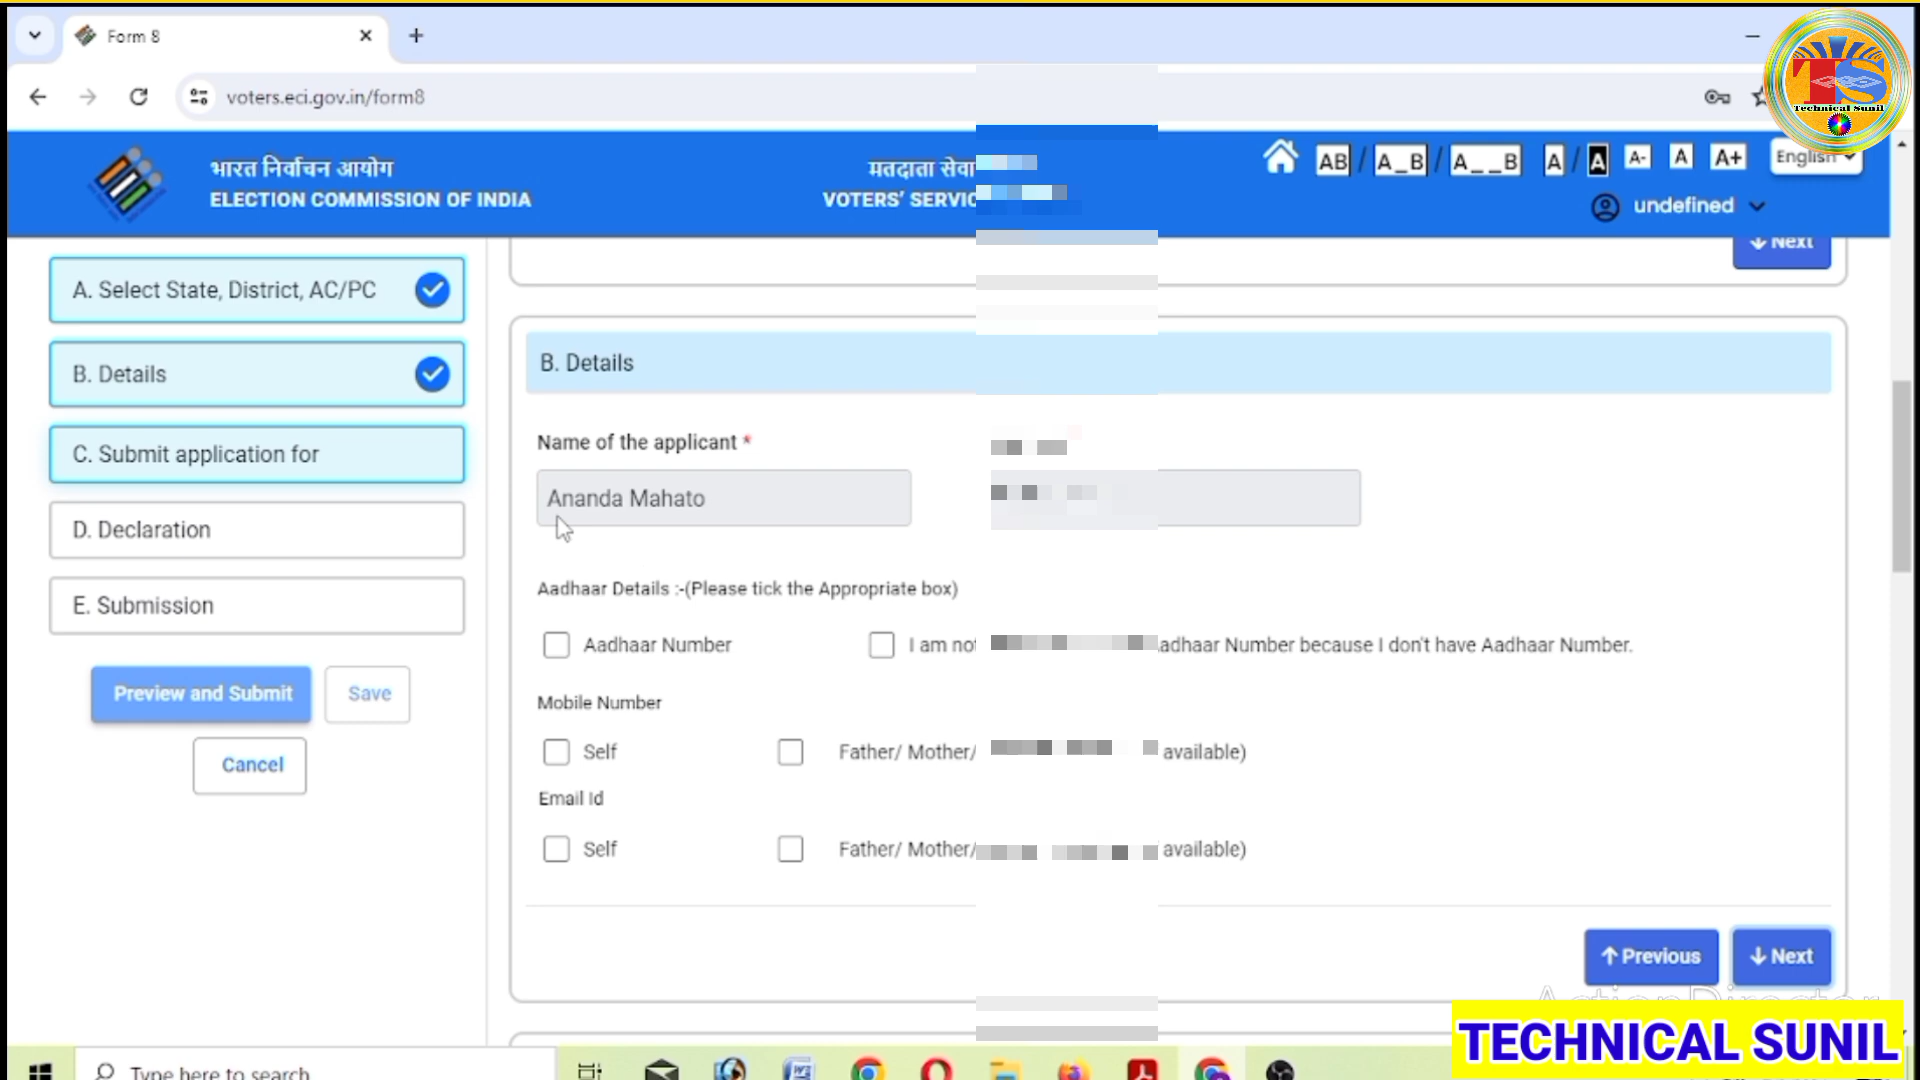 Form 8
voters.eci.gov.in/form8
TS
Technical Sunil
भारत निर्वाचन आयोग
ELECTION COMMISSION OF INDIA
मतदाता सेवा
VOTERS'
AB / A_B / A__B A / A A- A A+ English
undefined
Next
A. Select State, District, AC/PC
B. Details
C. Submit application for
D. Declaration
E. Submission
Preview and Submit Save
Cancel
B. Details
Name of the applicant *
Ananda Mahato
Aadhaar Details :-(Please tick the Appropriate box)
Aadhaar Number I am Number because I don't have Aadhaar Number.
Mobile Number
Self Father/ Mother/ available)
Email Id
Self Father/ Mother/ available)
Previous Next
TECHNICAL SUNIL
Type here to search